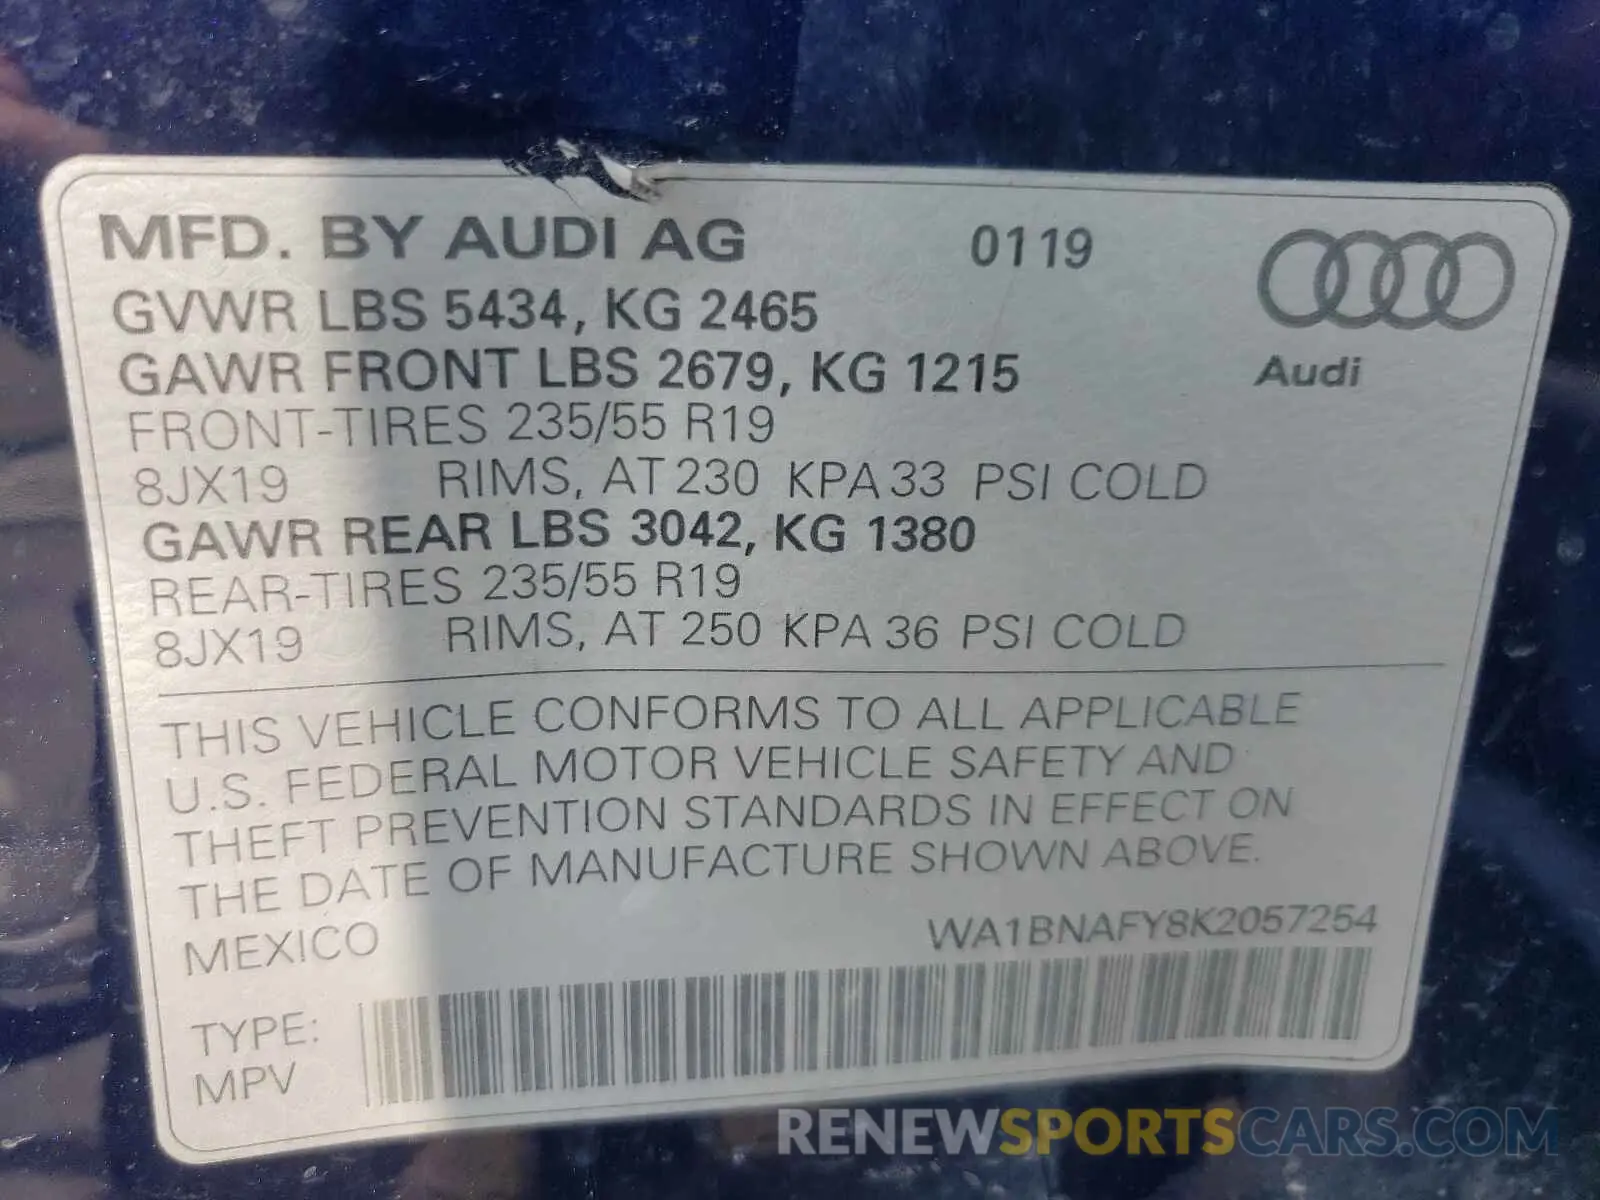 MFD. BY AUDI AG 0119
GVWR LBS 5434, KG 2465
GAWR FRONT LBS 2679, KG 1215
Audi
FRONT-TIRES 235/55 R19
8JX19 RIMS, AT 230 KPA 33 PSI COLD
GAWR REAR LBS 3042, KG 1380
REAR-TIRES 235/55 R19
8JX19 RIMS, AT 250 KPA 36 PSI COLD
THIS VEHICLE CONFORMS TO ALL APPLICABLE
U.S. FEDERAL MOTOR VEHICLE SAFETY AND
THEFT PREVENTION STANDARDS IN EFFECT ON
THE DATE OF MANUFACTURE SHOWN ABOVE.
MEXICO WA1BNAFY8K2057254
TYPE:
MPV
RENEWSPORTSCARS.COM